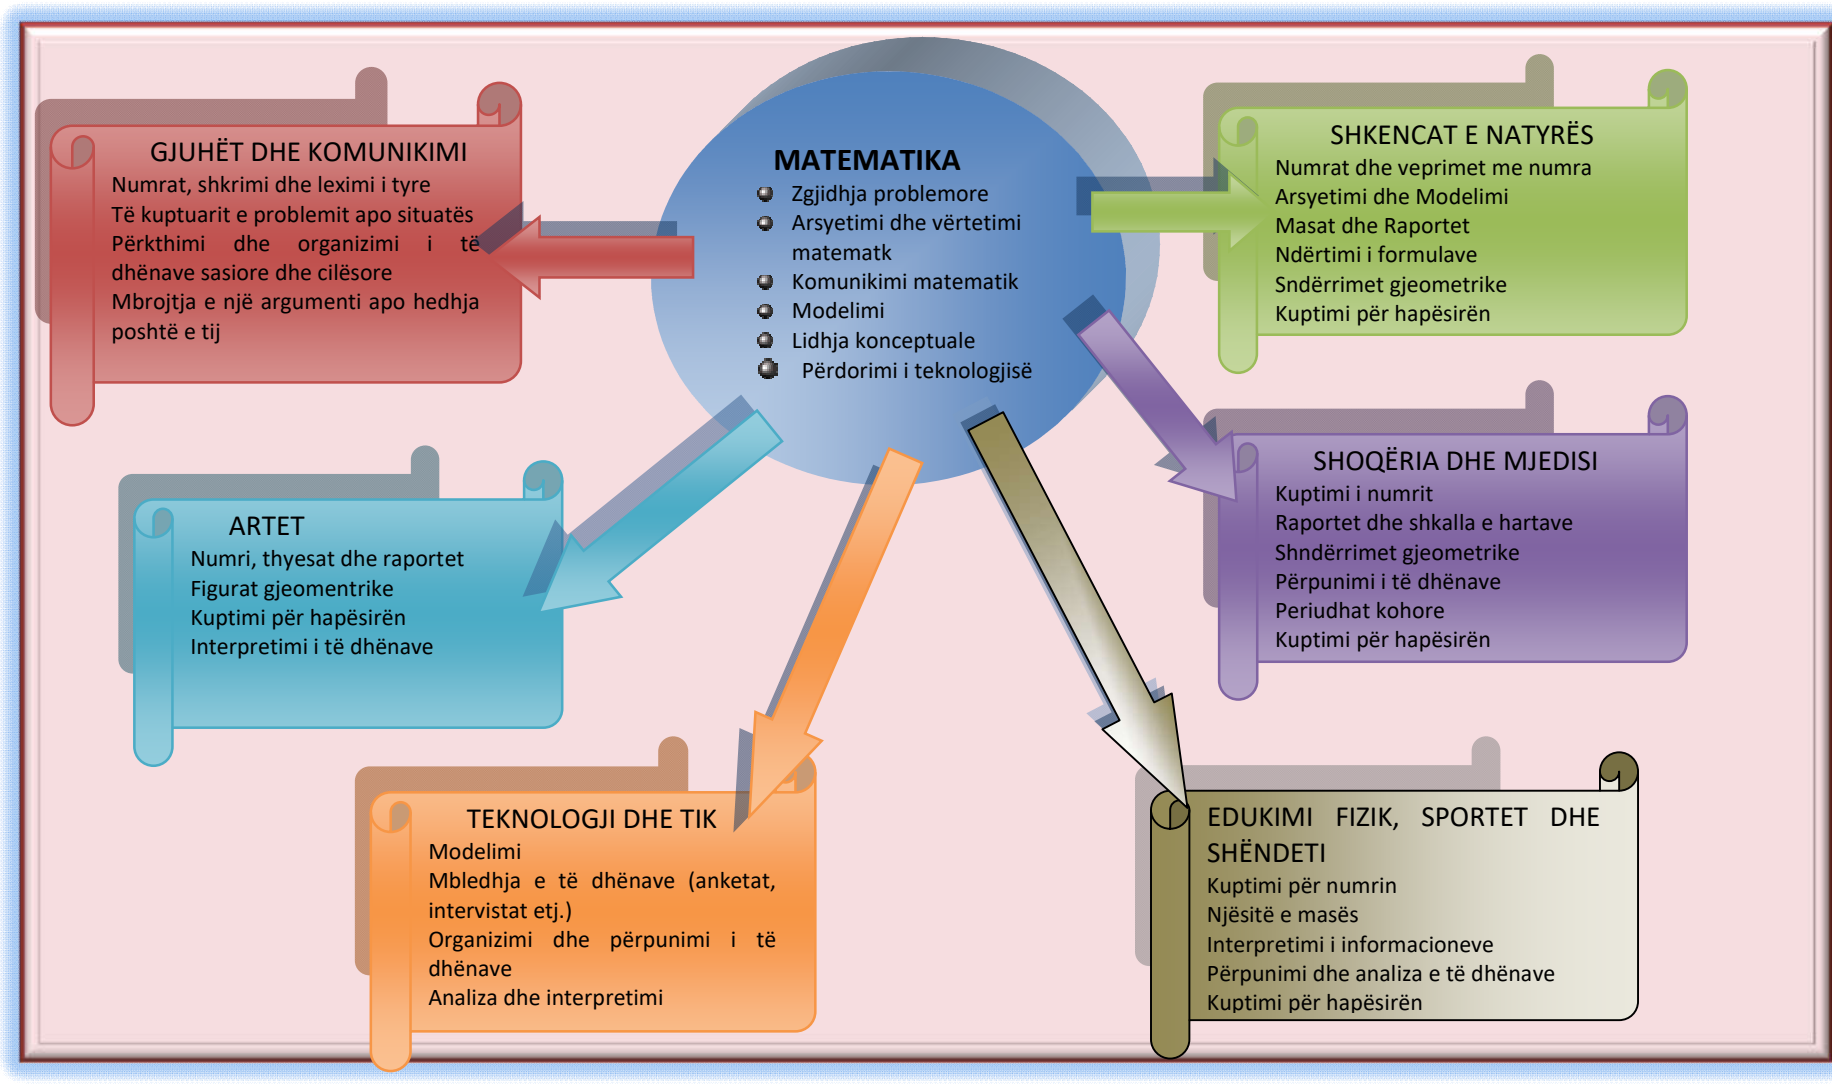 GJUHËT DHE KOMUNIKIMI
Numrat, shkrimi dhe leximi i tyre
Të kuptuarit e problemit apo situatës
Përkthimi dhe organizimi i të
dhënave sasiore dhe cilësore
Mbrojtja e një argumenti apo hedhja
poshtë e tij
MATEMATIKA
Zgjidhja problemore
Arsyetimi dhe vërtetimi
matematk
Komunikimi matematik
Modelimi
Lidhja konceptuale
Përdorimi i teknologjisë
SHKENCAT E NATYRËS
Numrat dhe veprimet me numra
Arsyetimi dhe Modelimi
Masat dhe Raportet
Ndërtimi i formulave
Sndërrimet gjeometrike
Kuptimi për hapësirën
ARTET
Numri, thyesat dhe raportet
Figurat gjeomentrike
Kuptimi për hapësirën
Interpretimi i të dhënave
SHOQËRIA DHE MJEDISI
Kuptimi i numrit
Raportet dhe shkalla e hartave
Shndërrimet gjeometrike
Përpunimi i të dhënave
Periudhat kohore
Kuptimi për hapësirën
TEKNOLOGJI DHE TIK
Modelimi
Mbledhja e të dhënave (anketat,
intervistat etj.)
Organizimi dhe përpunimi i të
dhënave
Analiza dhe interpretimi
EDUKIMI FIZIK, SPORTET DHE
SHËNDETI
Kuptimi për numrin
Njësitë e masës
Interpretimi i informacioneve
Përpunimi dhe analiza e të dhënave
Kuptimi për hapësirën